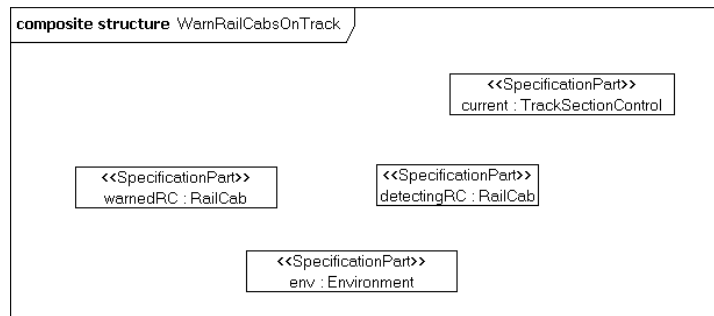 composite structure WarnRailCabsOnTrack
<<SpecificationPart>>
current : TrackSectionControl
<<SpecificationPart>>
warnedRC : RailCab
<<SpecificationPart>>
detectingRC : RailCab
<<SpecificationPart>>
env : Environment